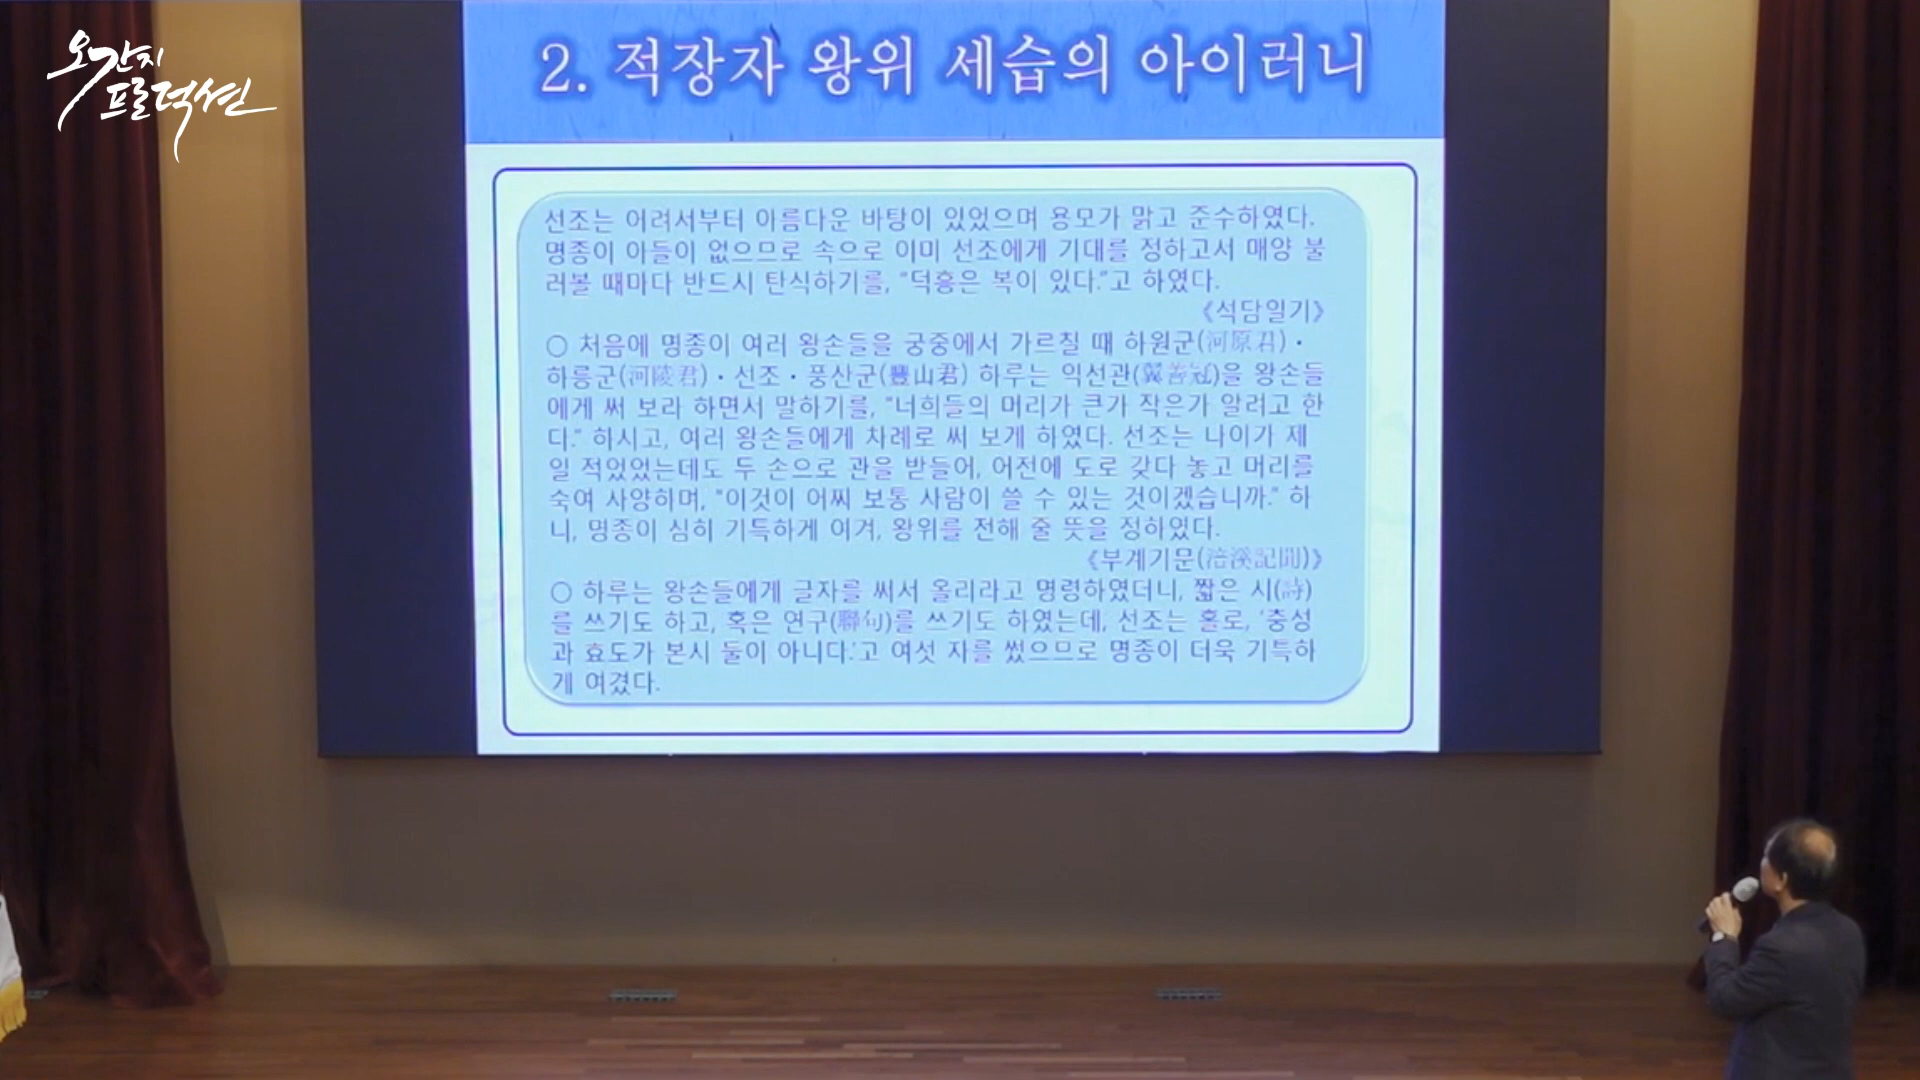 오간지
프로덕션
2. 적장자 왕위 세습의 아이러니
선조는 어려서부터 아름다운 바탕이 있었으며 용모가 맑고 준수하였다.
명종이 아들이 없으므로 속으로 이미 선조에게 기대를 정하고서 매양 불
러볼 때마다 반드시 탄식하기를, "덕흥은 복이 있다."고 하였다.
《석담일기》
○ 처음에 명종이 여러 왕손들을 궁중에서 가르칠 때 하원군(河原君)·
하릉군(河陵君)·선조·풍산군(豐山君) 하루는 익선관(翼善冠)을 왕손들
에게 써 보라 하면서 말하기를, "너희들의 머리가 큰가 작은가 알려고 한
다." 하시고, 여러 왕손들에게 차례로 써 보게 하였다. 선조는 나이가 제
일 적었었는데도 두 손으로 관을 받들어, 어전에 도로 갖다 놓고 머리를
숙여 사양하며, "이것이 어찌 보통 사람이 쓸 수 있는 것이겠습니까." 하
니, 명종이 심히 기특하게 여겨, 왕위를 전해 줄 뜻을 정하였다.
《부계기문(涪溪記聞)》
○ 하루는 왕손들에게 글자를 써서 올리라고 명령하였더니, 짧은 시(詩)
를 쓰기도 하고, 혹은 연구(聯句)를 쓰기도 하였는데, 선조는 홀로, '충성
과 효도가 본시 둘이 아니다.'고 여섯 자를 썼으므로 명종이 더욱 기특하
게 여겼다.